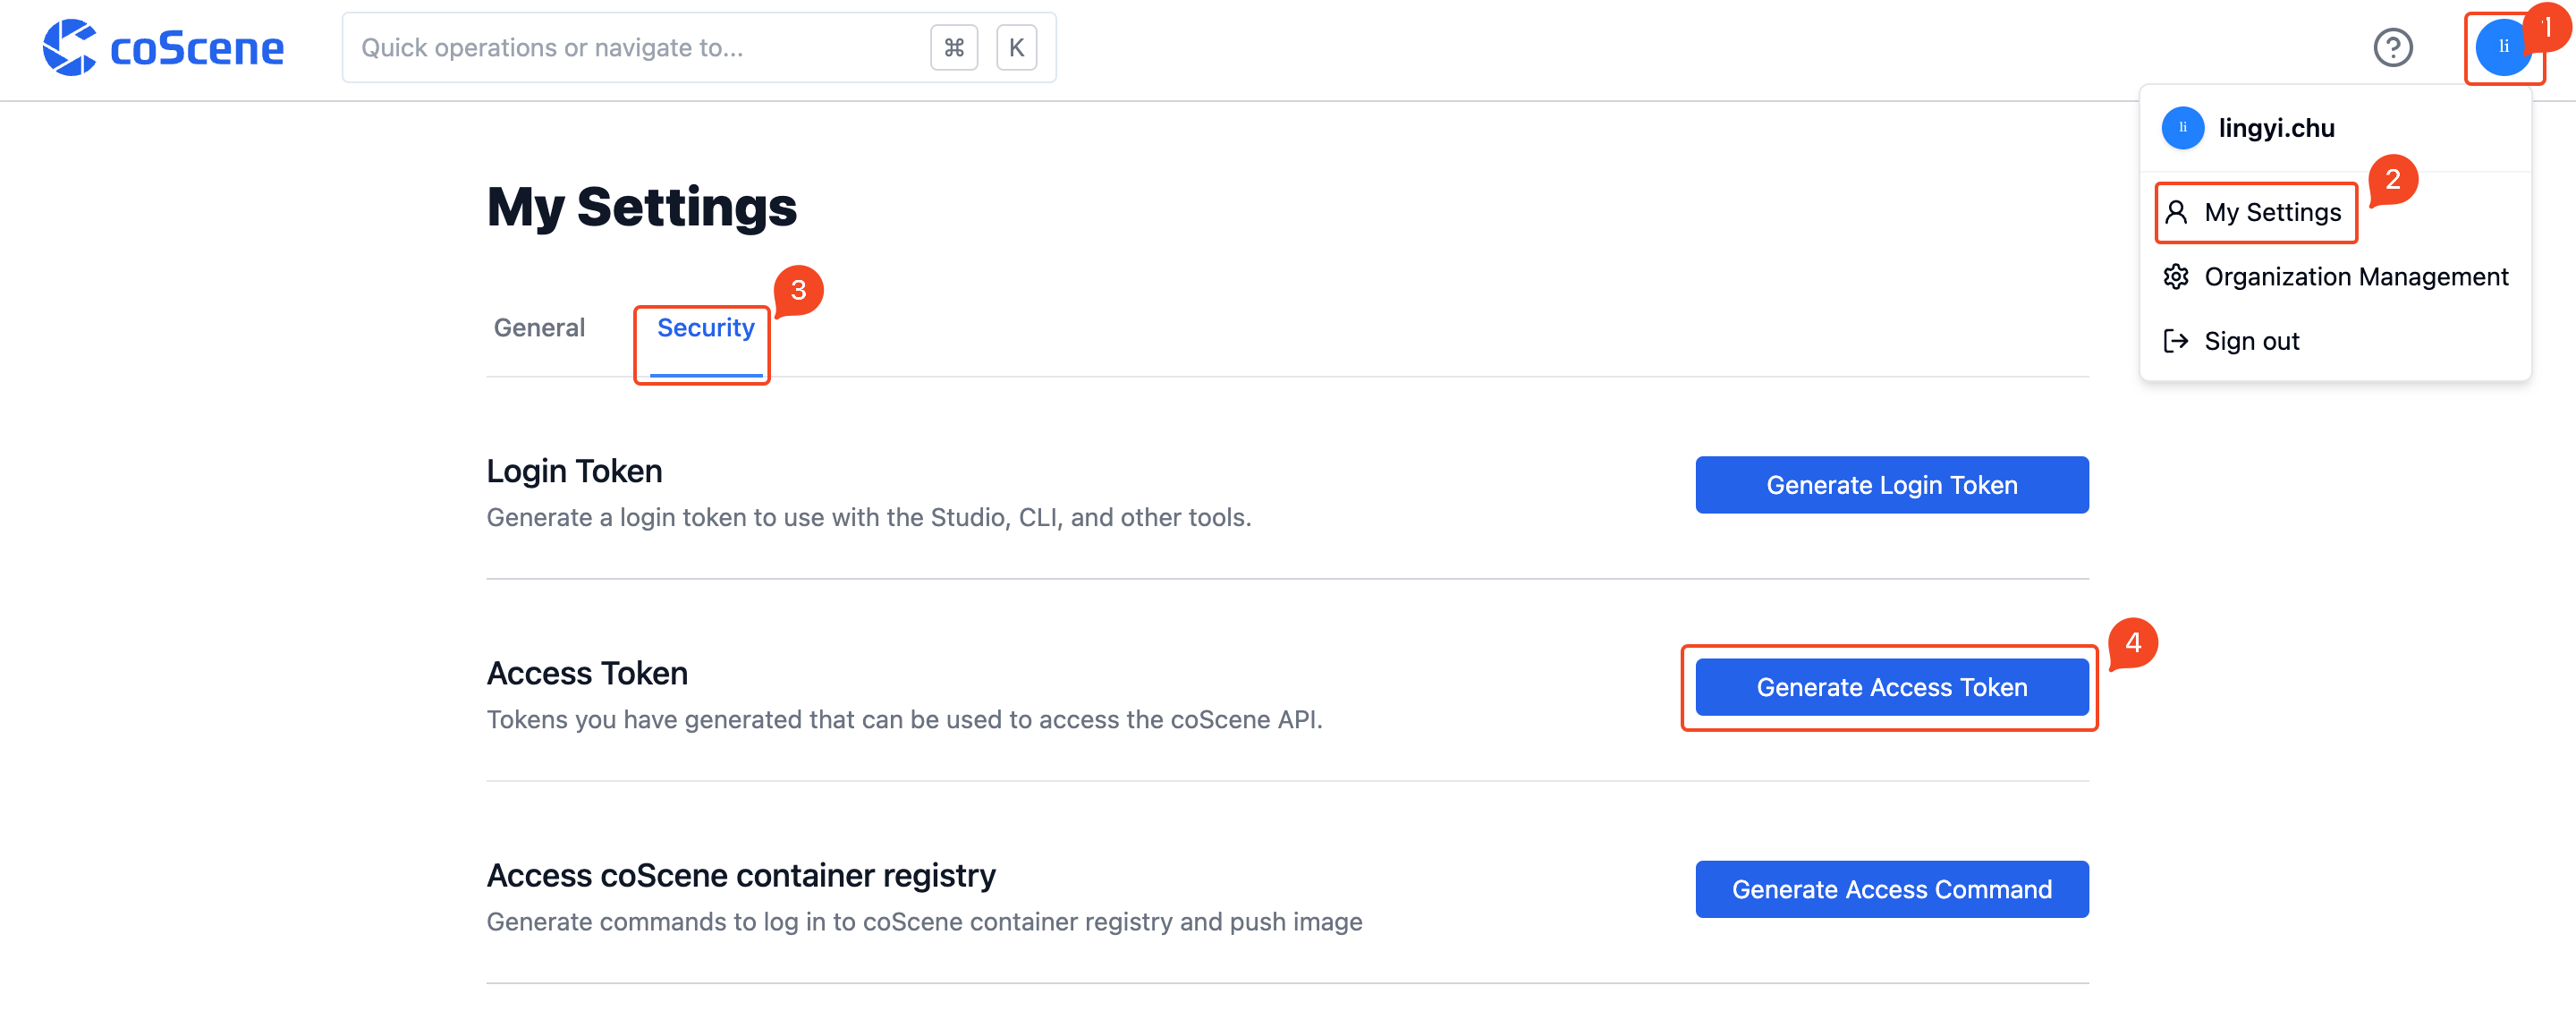 coScene
Quick operations or navigate to...
⌘ K
li
1
li
lingyi.chu
2
My Settings
Organization Management
Sign out
My Settings
3
General
Security
Login Token
Generate a login token to use with the Studio, CLI, and other tools.
Generate Login Token
4
Access Token
Tokens you have generated that can be used to access the coScene API.
Generate Access Token
Access coScene container registry
Generate commands to log in to coScene container registry and push image
Generate Access Command